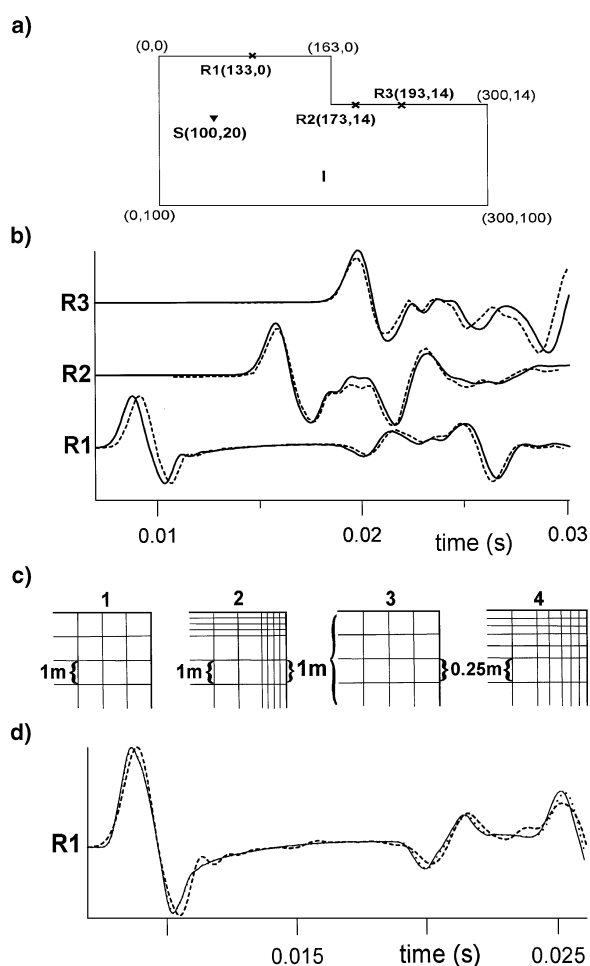 a)
(0,0)
(163,0)
R1(133,0)
R3(193,14)
(300,14)
R2(173,14)
S(100,20)
I
(0,100)
(300,100)
b)
R3
R2
R1
0.01
0.02
0.03
time (s)
c)
1
2
3
4
1m
1m
1m
0.25m
d)
R1
0.015
time (s)
0.025